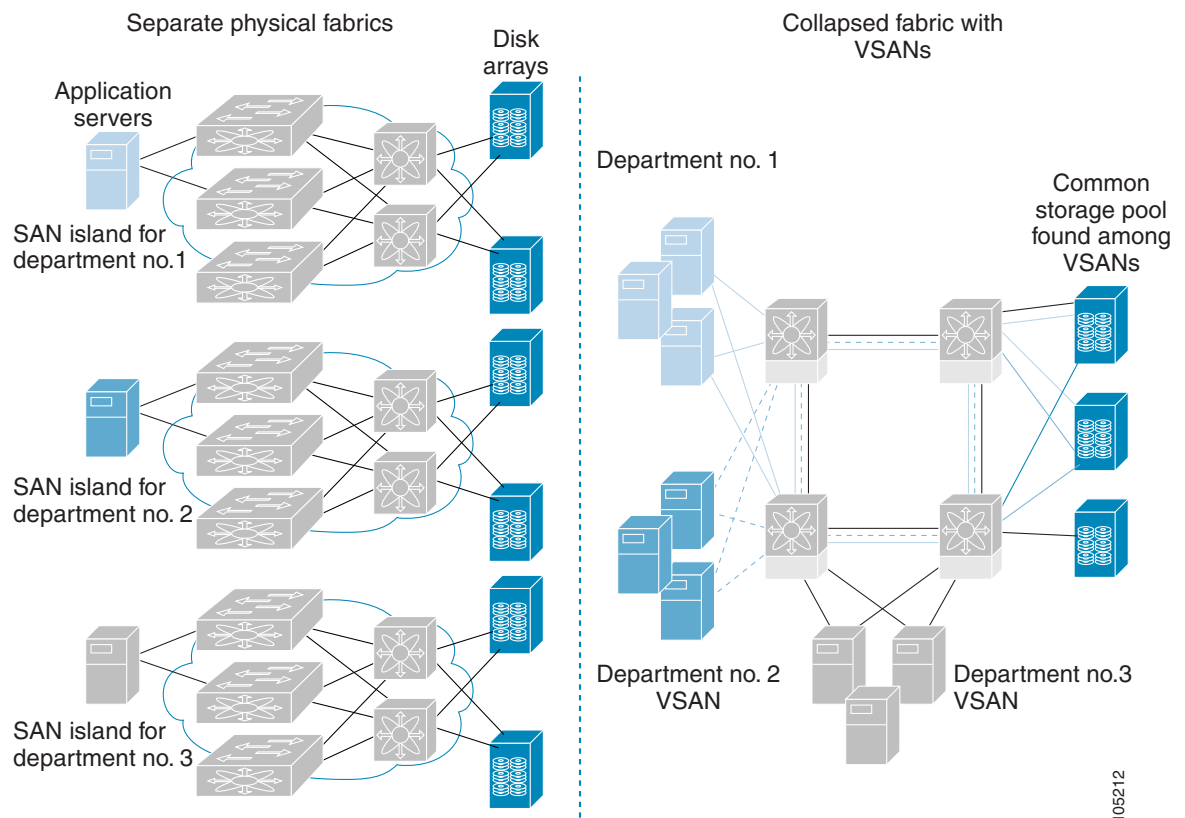 Separate physical fabrics
Disk
arrays
Application
servers
SAN island for
department no.1
SAN island for
department no. 2
SAN island for
department no. 3
Collapsed fabric with
VSANs
Department no. 1
Common
storage pool
found among
VSANs
Department no. 2
VSAN
Department no.3
VSAN
105212